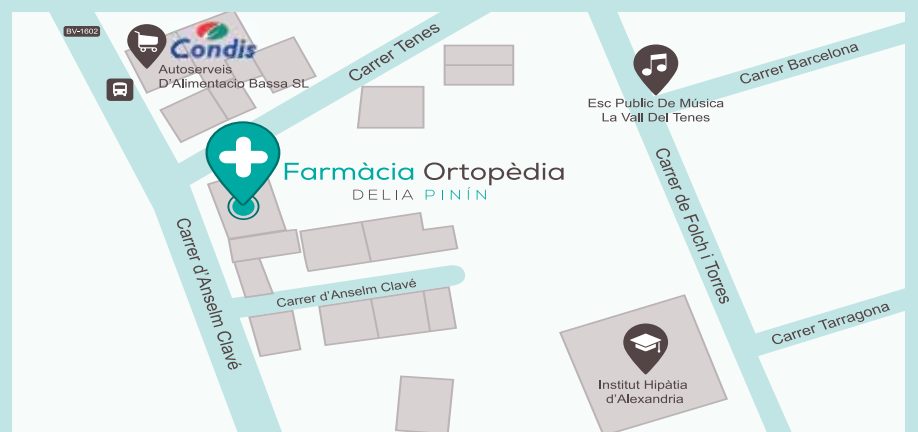 BV-1602
Condis
Autoserveis
D'Alimentacio Bassa SL
Carrer Tenes
Esc Public De Música
La Vall Del Tenes
Carrer Barcelona
Farmàcia Ortopèdia
DELIA PINÍN
Carrer d'Anselm Clavé
Carrer d'Anselm Clavé
Carrer de Folch i Torres
Carrer Tarragona
Institut Hipàtia
d'Alexandria